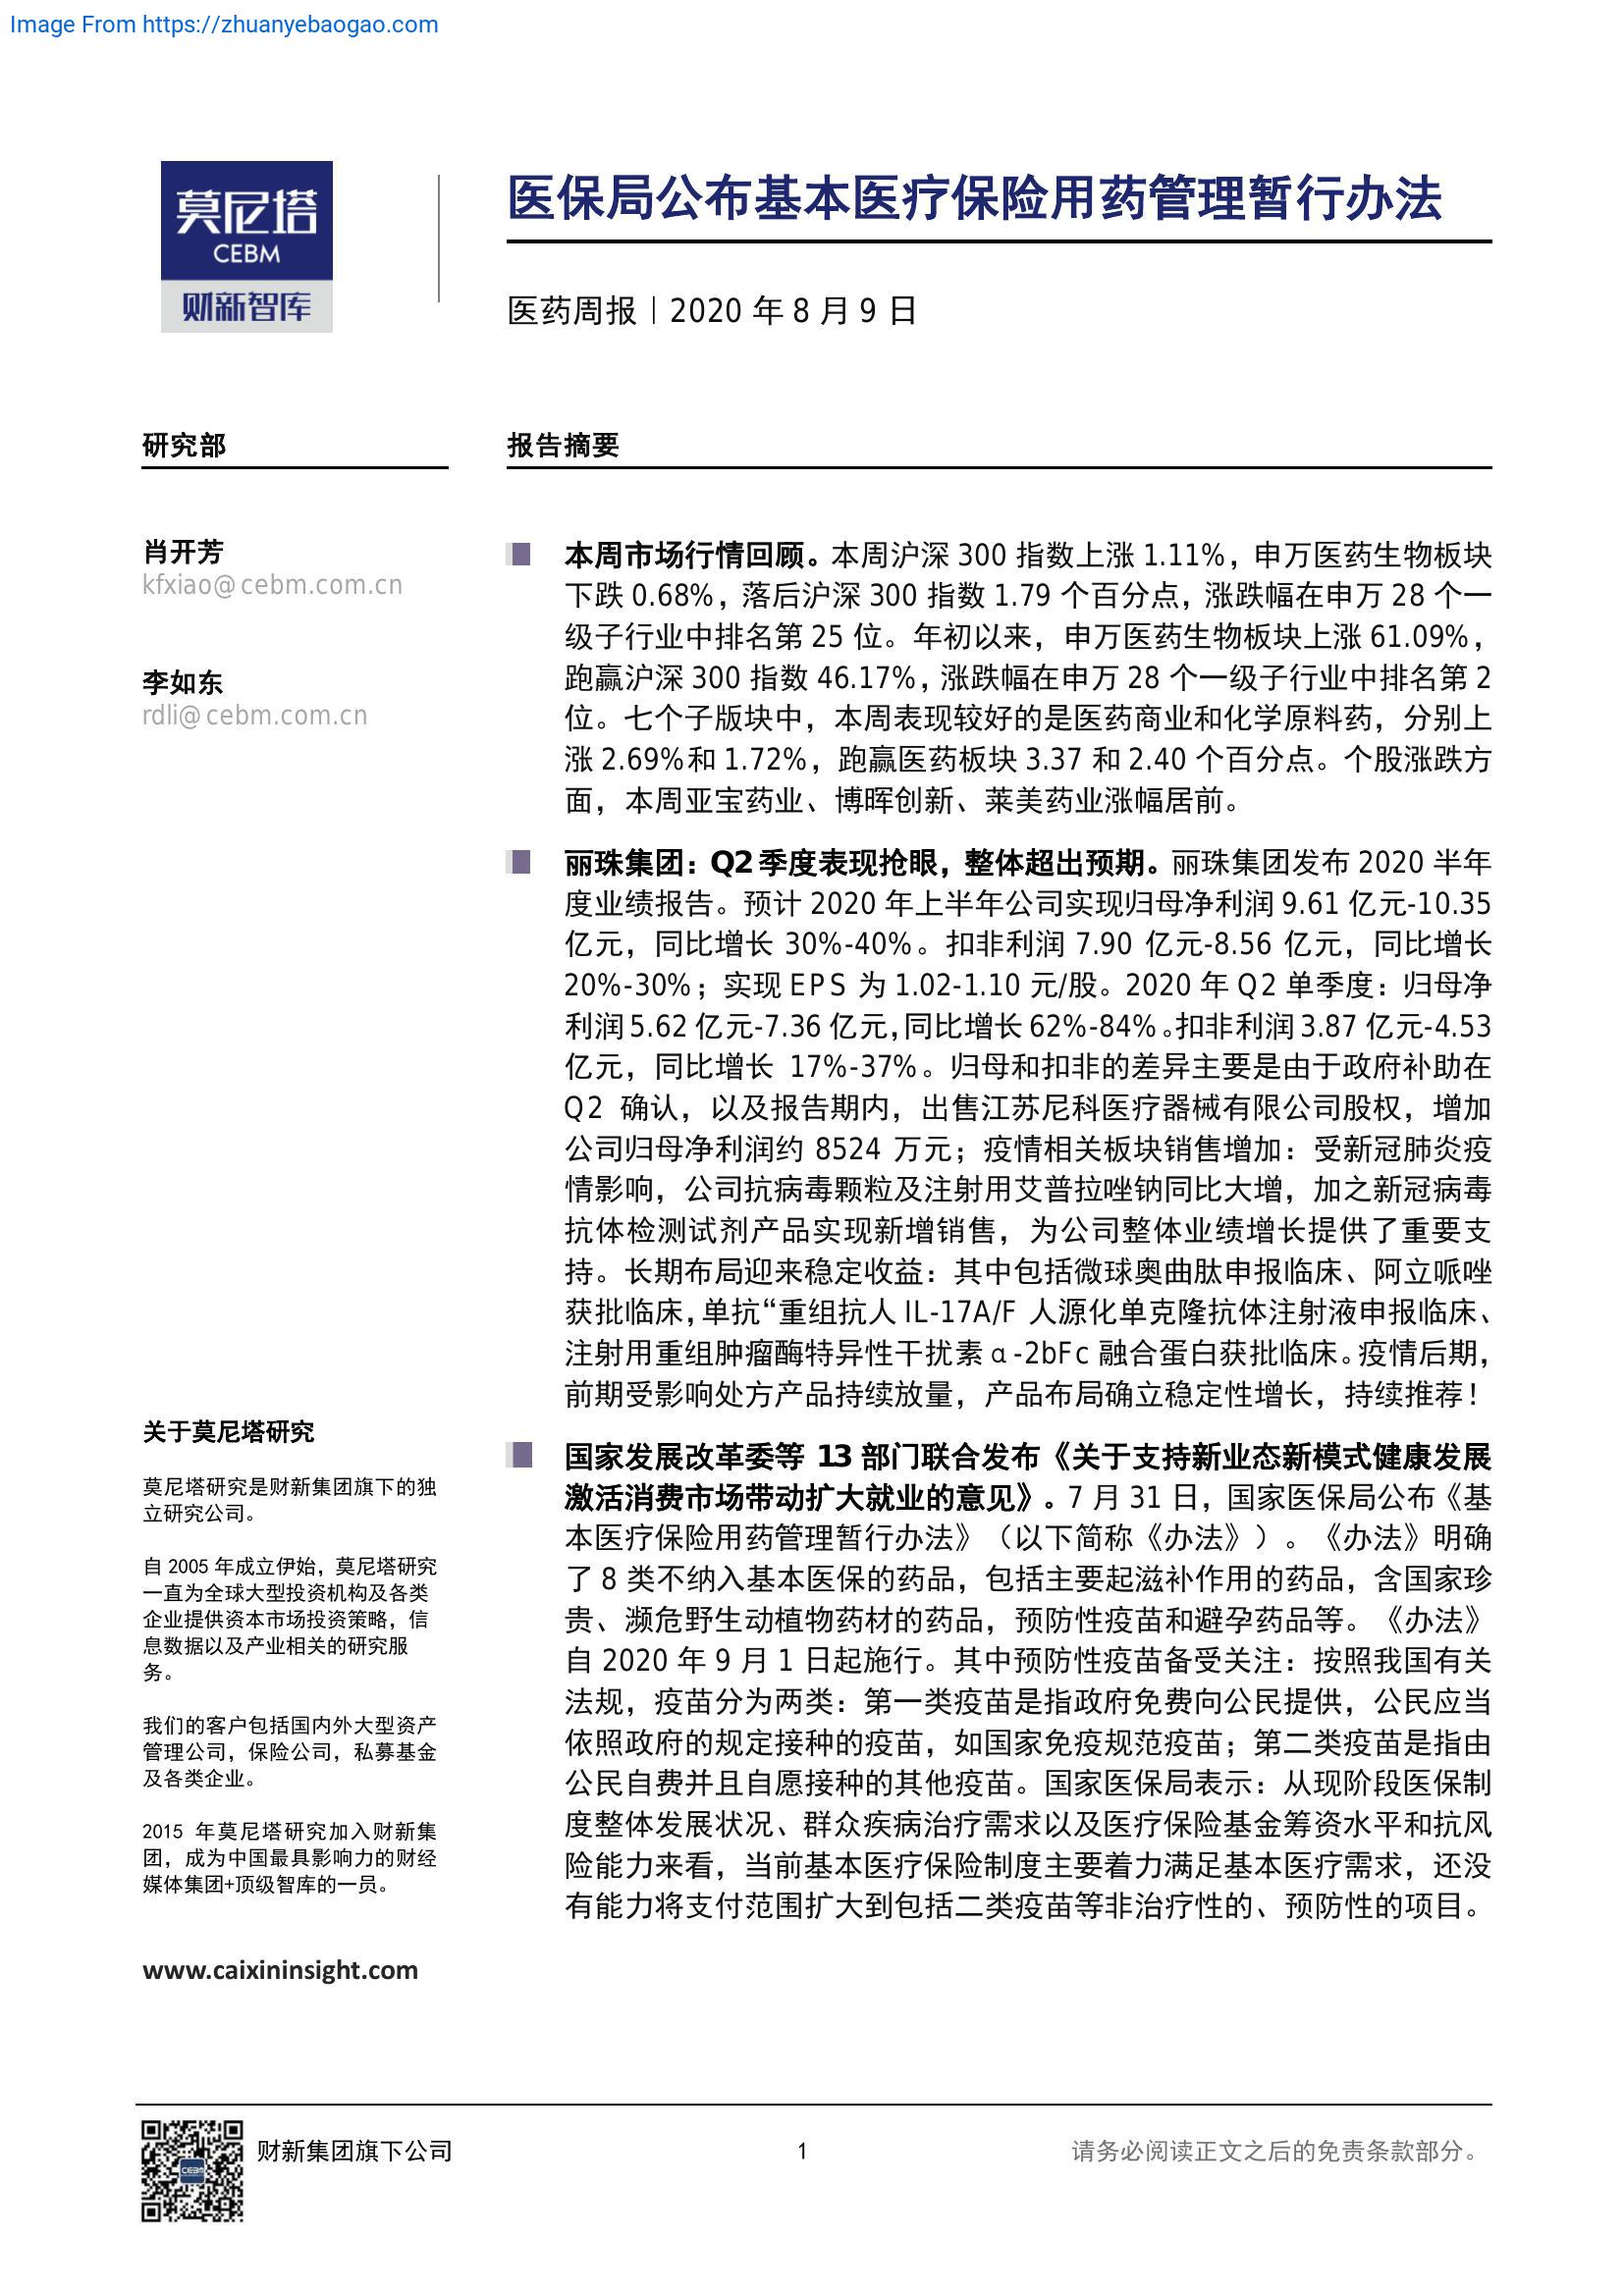 Image From https://zhuanyebaogao.com
莫尼塔
CEBM
财新智库
医保局公布基本医疗保险用药管理暂行办法
医药周报｜2020 年 8 月 9 日
研究部
肖开芳
kfxiao@cebm.com.cn
李如东
rdli@cebm.com.cn
关于莫尼塔研究
莫尼塔研究是财新集团旗下的独
立研究公司。
自 2005 年成立伊始，莫尼塔研究
一直为全球大型投资机构及各类
企业提供资本市场投资策略，信
息数据以及产业相关的研究服
务。
我们的客户包括国内外大型资产
管理公司，保险公司，私募基金
及各类企业。
2015 年莫尼塔研究加入财新集
团，成为中国最具影响力的财经
媒体集团+顶级智库的一员。
www.caixininsight.com
报告摘要
本周市场行情回顾。本周沪深 300 指数上涨 1.11%，申万医药生物板块
下跌 0.68%，落后沪深 300 指数 1.79 个百分点，涨跌幅在申万 28 个一
级子行业中排名第 25 位。年初以来，申万医药生物板块上涨 61.09%，
跑赢沪深 300 指数 46.17%，涨跌幅在申万 28 个一级子行业中排名第 2
位。七个子版块中，本周表现较好的是医药商业和化学原料药，分别上
涨 2.69%和 1.72%，跑赢医药板块 3.37 和 2.40 个百分点。个股涨跌方
面，本周亚宝药业、博晖创新、莱美药业涨幅居前。
丽珠集团：Q2 季度表现抢眼，整体超出预期。丽珠集团发布 2020 半年
度业绩报告。预计 2020 年上半年公司实现归母净利润 9.61 亿元-10.35
亿元，同比增长 30%-40%。扣非利润 7.90 亿元-8.56 亿元，同比增长
20%-30%；实现 EPS 为 1.02-1.10 元/股。2020 年 Q2 单季度：归母净
利润 5.62 亿元-7.36 亿元，同比增长 62%-84%。扣非利润 3.87 亿元-4.53
亿元，同比增长 17%-37%。归母和扣非的差异主要是由于政府补助在
Q2 确认，以及报告期内，出售江苏尼科医疗器械有限公司股权，增加
公司归母净利润约 8524 万元；疫情相关板块销售增加：受新冠肺炎疫
情影响，公司抗病毒颗粒及注射用艾普拉唑钠同比大增，加之新冠病毒
抗体检测试剂产品实现新增销售，为公司整体业绩增长提供了重要支
持。长期布局迎来稳定收益：其中包括微球奥曲肽申报临床、阿立哌唑
获批临床，单抗“重组抗人 IL-17A/F 人源化单克隆抗体注射液申报临床、
注射用重组肿瘤酶特异性干扰素 α-2bFc 融合蛋白获批临床。疫情后期，
前期受影响处方产品持续放量，产品布局确立稳定性增长，持续推荐！
国家发展改革委等 13 部门联合发布《关于支持新业态新模式健康发展
激活消费市场带动扩大就业的意见》。7 月 31 日，国家医保局公布《基
本医疗保险用药管理暂行办法》（以下简称《办法》）。《办法》明确
了 8 类不纳入基本医保的药品，包括主要起滋补作用的药品，含国家珍
贵、濒危野生动植物药材的药品，预防性疫苗和避孕药品等。《办法》
自 2020 年 9 月 1 日起施行。其中预防性疫苗备受关注：按照我国有关
法规，疫苗分为两类：第一类疫苗是指政府免费向公民提供，公民应当
依照政府的规定接种的疫苗，如国家免疫规范疫苗；第二类疫苗是指由
公民自费并且自愿接种的其他疫苗。国家医保局表示：从现阶段医保制
度整体发展状况、群众疾病治疗需求以及医疗保险基金筹资水平和抗风
险能力来看，当前基本医疗保险制度主要着力满足基本医疗需求，还没
有能力将支付范围扩大到包括二类疫苗等非治疗性的、预防性的项目。
CEBM
财新集团旗下公司
1
请务必阅读正文之后的免责条款部分。